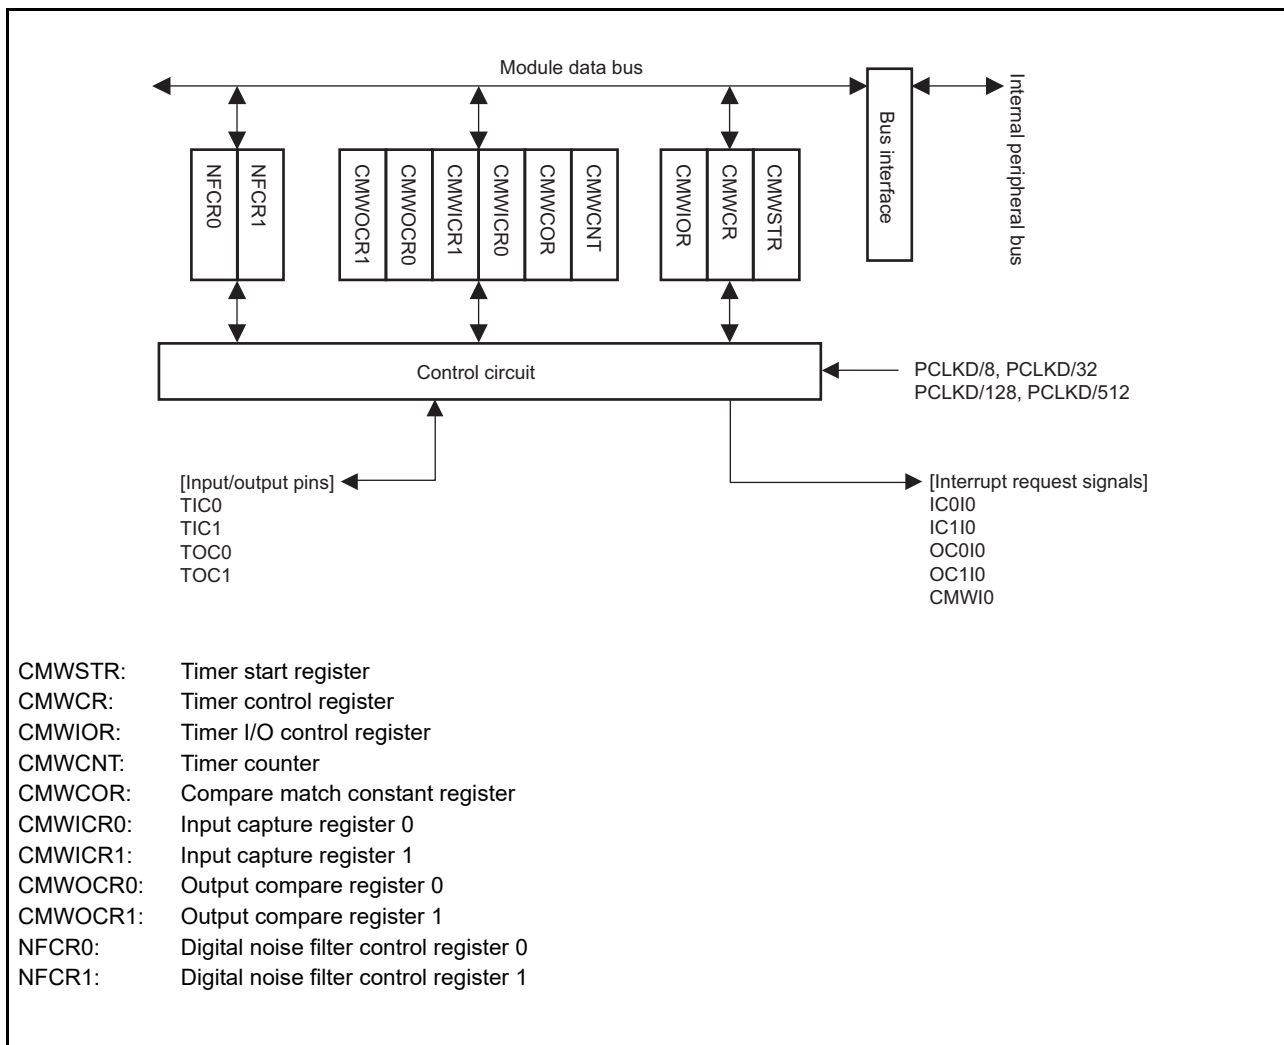 Module data bus
Internal peripheral bus
Bus interface
NFCR0
NFCR1
CMWOCR1
CMWOCR0
CMWICR1
CMWICR0
CMWCOR
CMWCNT
CMWIOR
CMWCR
CMWSTR
Control circuit
PCLKD/8, PCLKD/32
PCLKD/128, PCLKD/512
[Input/output pins]
TIC0
TIC1
TOC0
TOC1
[Interrupt request signals]
IC0I0
IC1I0
OC0I0
OC1I0
CMWI0
CMWSTR: Timer start register
CMWCR: Timer control register
CMWIOR: Timer I/O control register
CMWCNT: Timer counter
CMWCOR: Compare match constant register
CMWICR0: Input capture register 0
CMWICR1: Input capture register 1
CMWOCR0: Output compare register 0
CMWOCR1: Output compare register 1
NFCR0: Digital noise filter control register 0
NFCR1: Digital noise filter control register 1